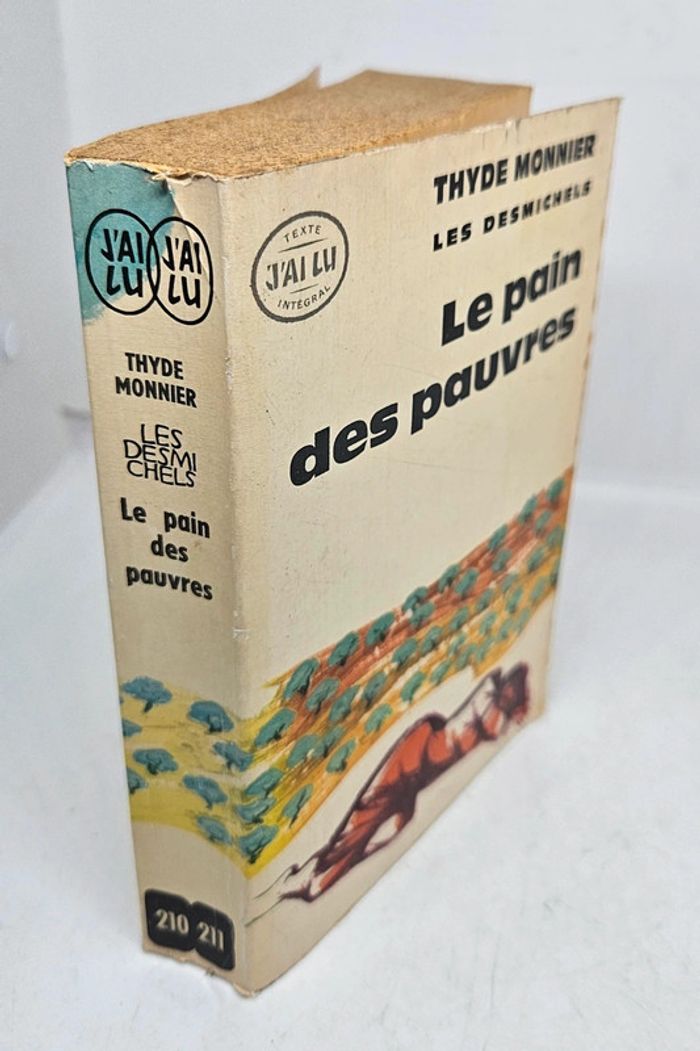 J'AI
LU
J'AI
LU
THYDE
MONNIER
LES
DESMI
CHELS
Le pain
des
pauvres
210 211
TEXTE
J'AI LU
INTÉGRAL
THYDE MONNIER
LES DESMICHELS
Le pain
des pauvres